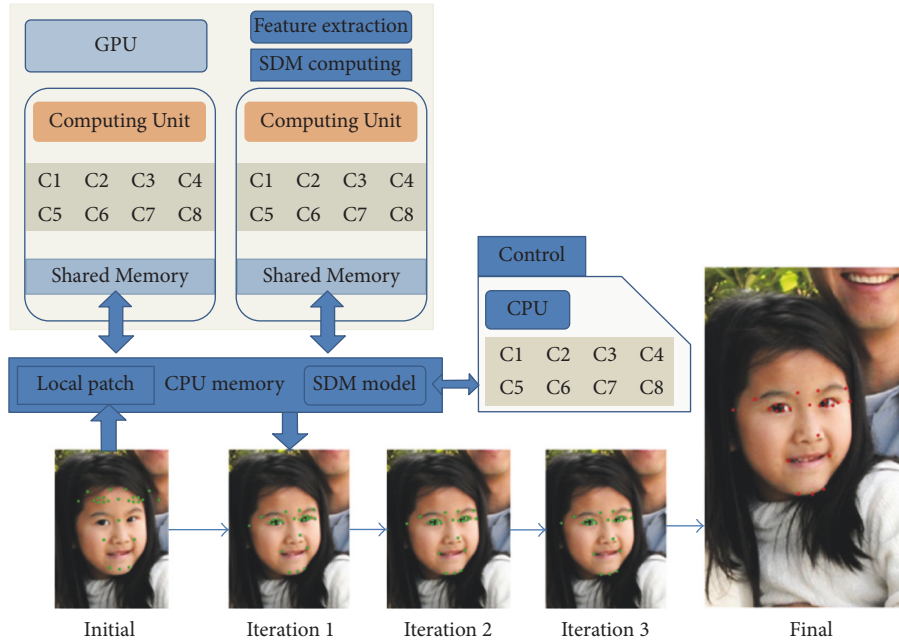 GPU
Feature extraction
SDM computing
Computing Unit
C1 C2 C3 C4
C5 C6 C7 C8
Shared Memory
Computing Unit
C1 C2 C3 C4
C5 C6 C7 C8
Shared Memory
Control
CPU
C1 C2 C3 C4
C5 C6 C7 C8
Local patch
CPU memory
SDM model
Initial
Iteration 1
Iteration 2
Iteration 3
Final